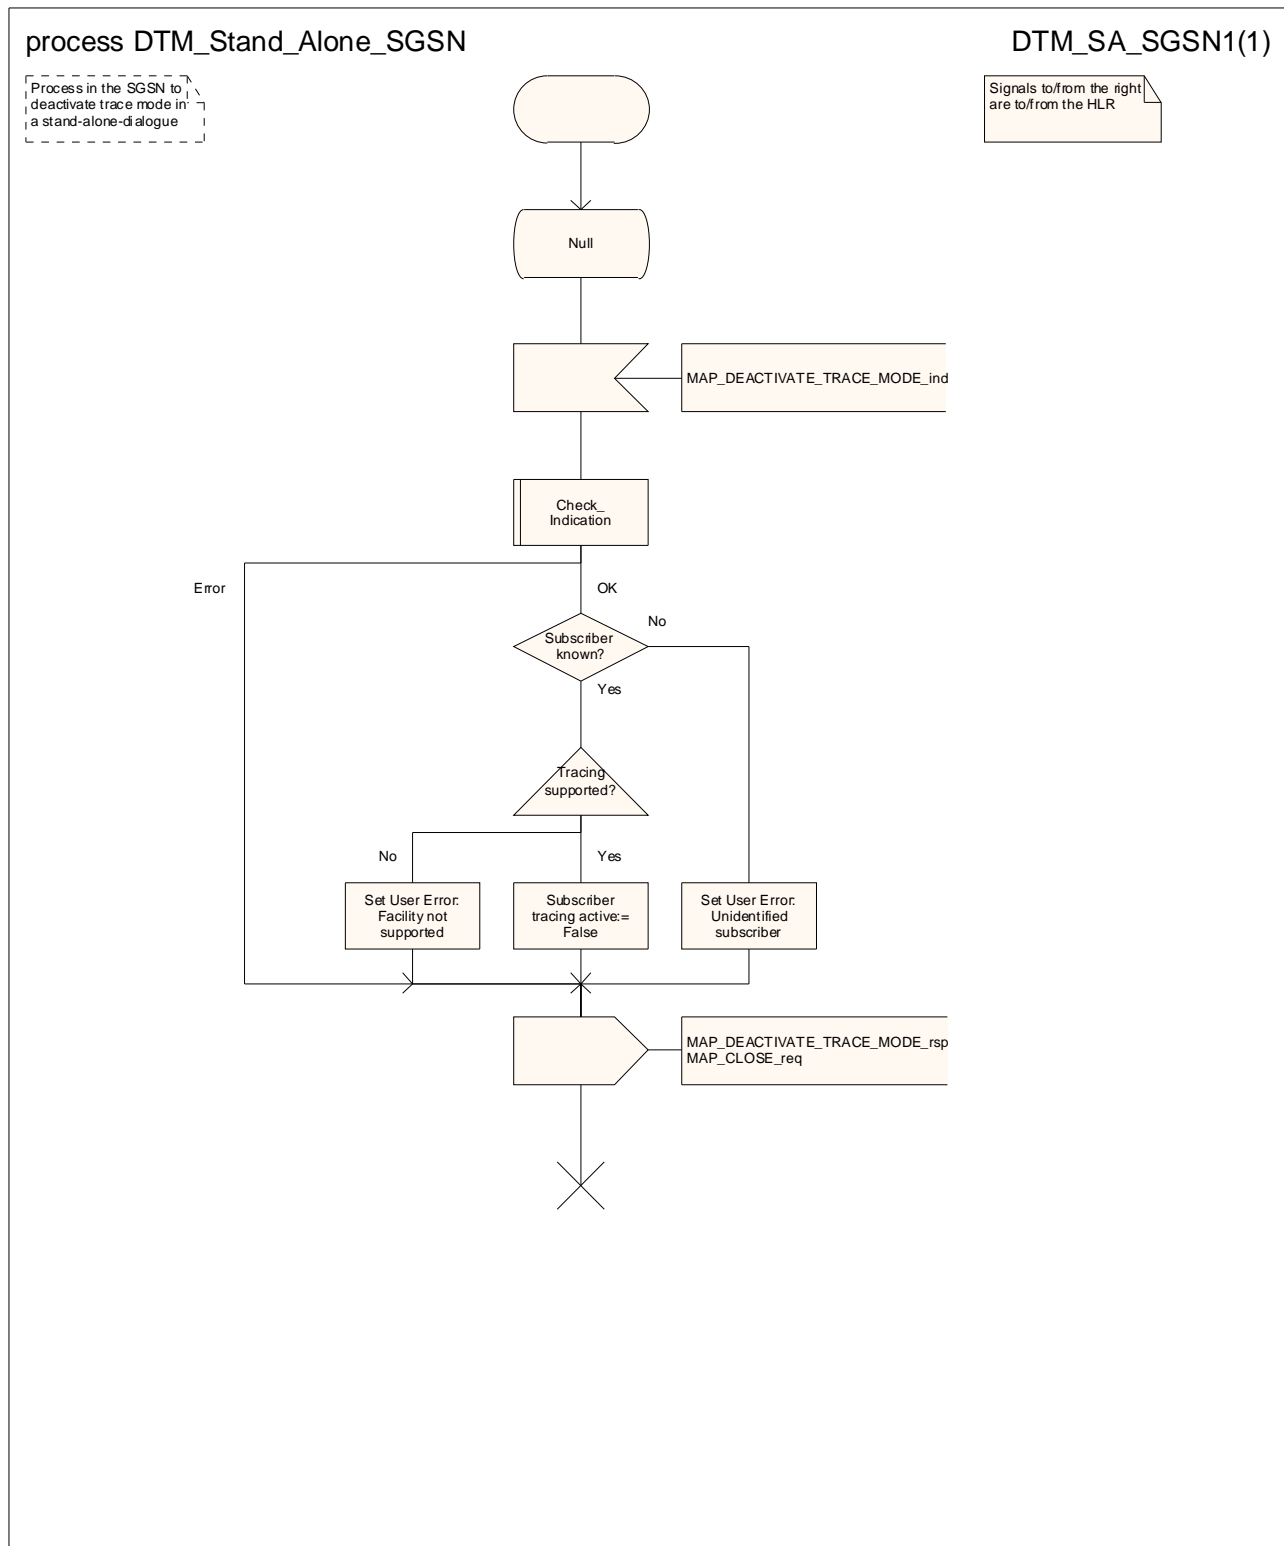 process DTM_Stand_Alone_SGSN
DTM_SA_SGSN1(1)
Process in the SGSN to
deactivate trace mode in
a stand-alone-dialogue
Signals to/from the right
are to/from the HLR
Null
MAP_DEACTIVATE_TRACE_MODE_ind
Check_
Indication
Error
OK
No
Subscriber
known?
Yes
Tracing
supported?
No
Yes
Set User Error:
Facility not
supported
Subscriber
tracing active:=
False
Set User Error:
Unidentified
subscriber
MAP_DEACTIVATE_TRACE_MODE_rsp
MAP_CLOSE_req